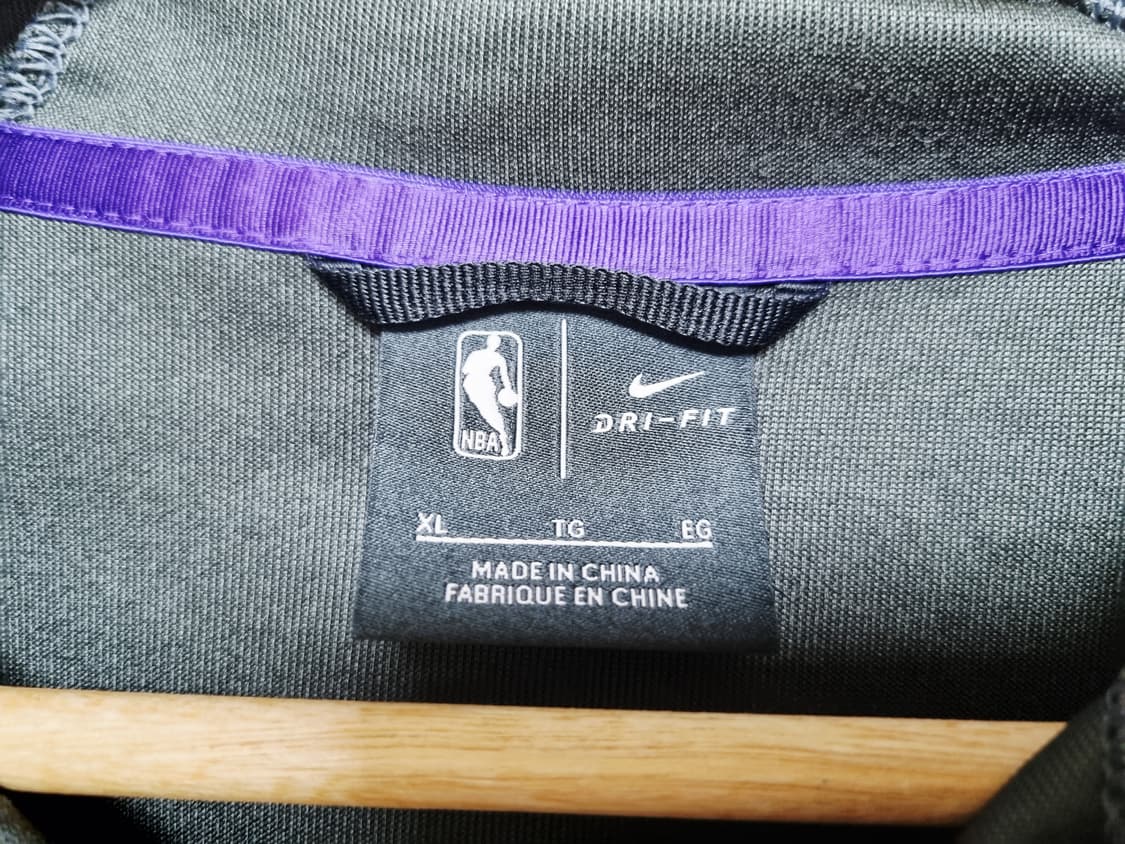 NBA
DRI-FIT
XL TG EG
MADE IN CHINA
FABRIQUE EN CHINE